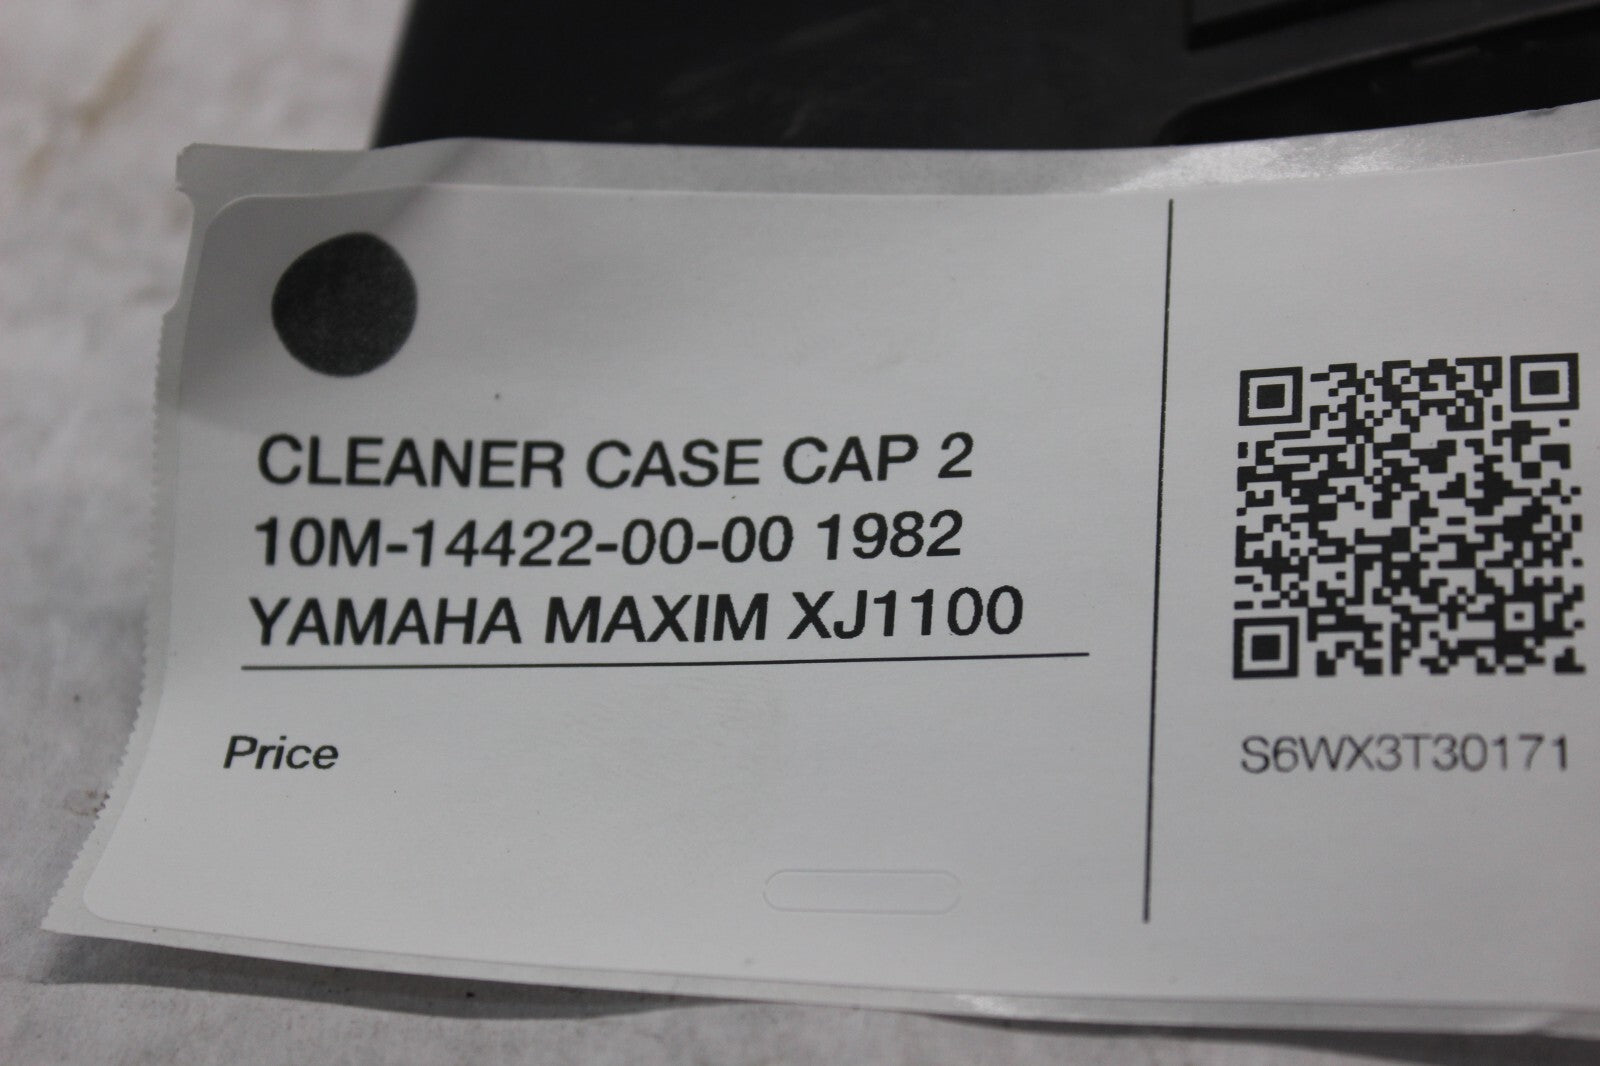 CLEANER CASE CAP 2
10M-14422-00-00 1982
YAMAHA MAXIM XJ1100
Price
S6WX3T30171